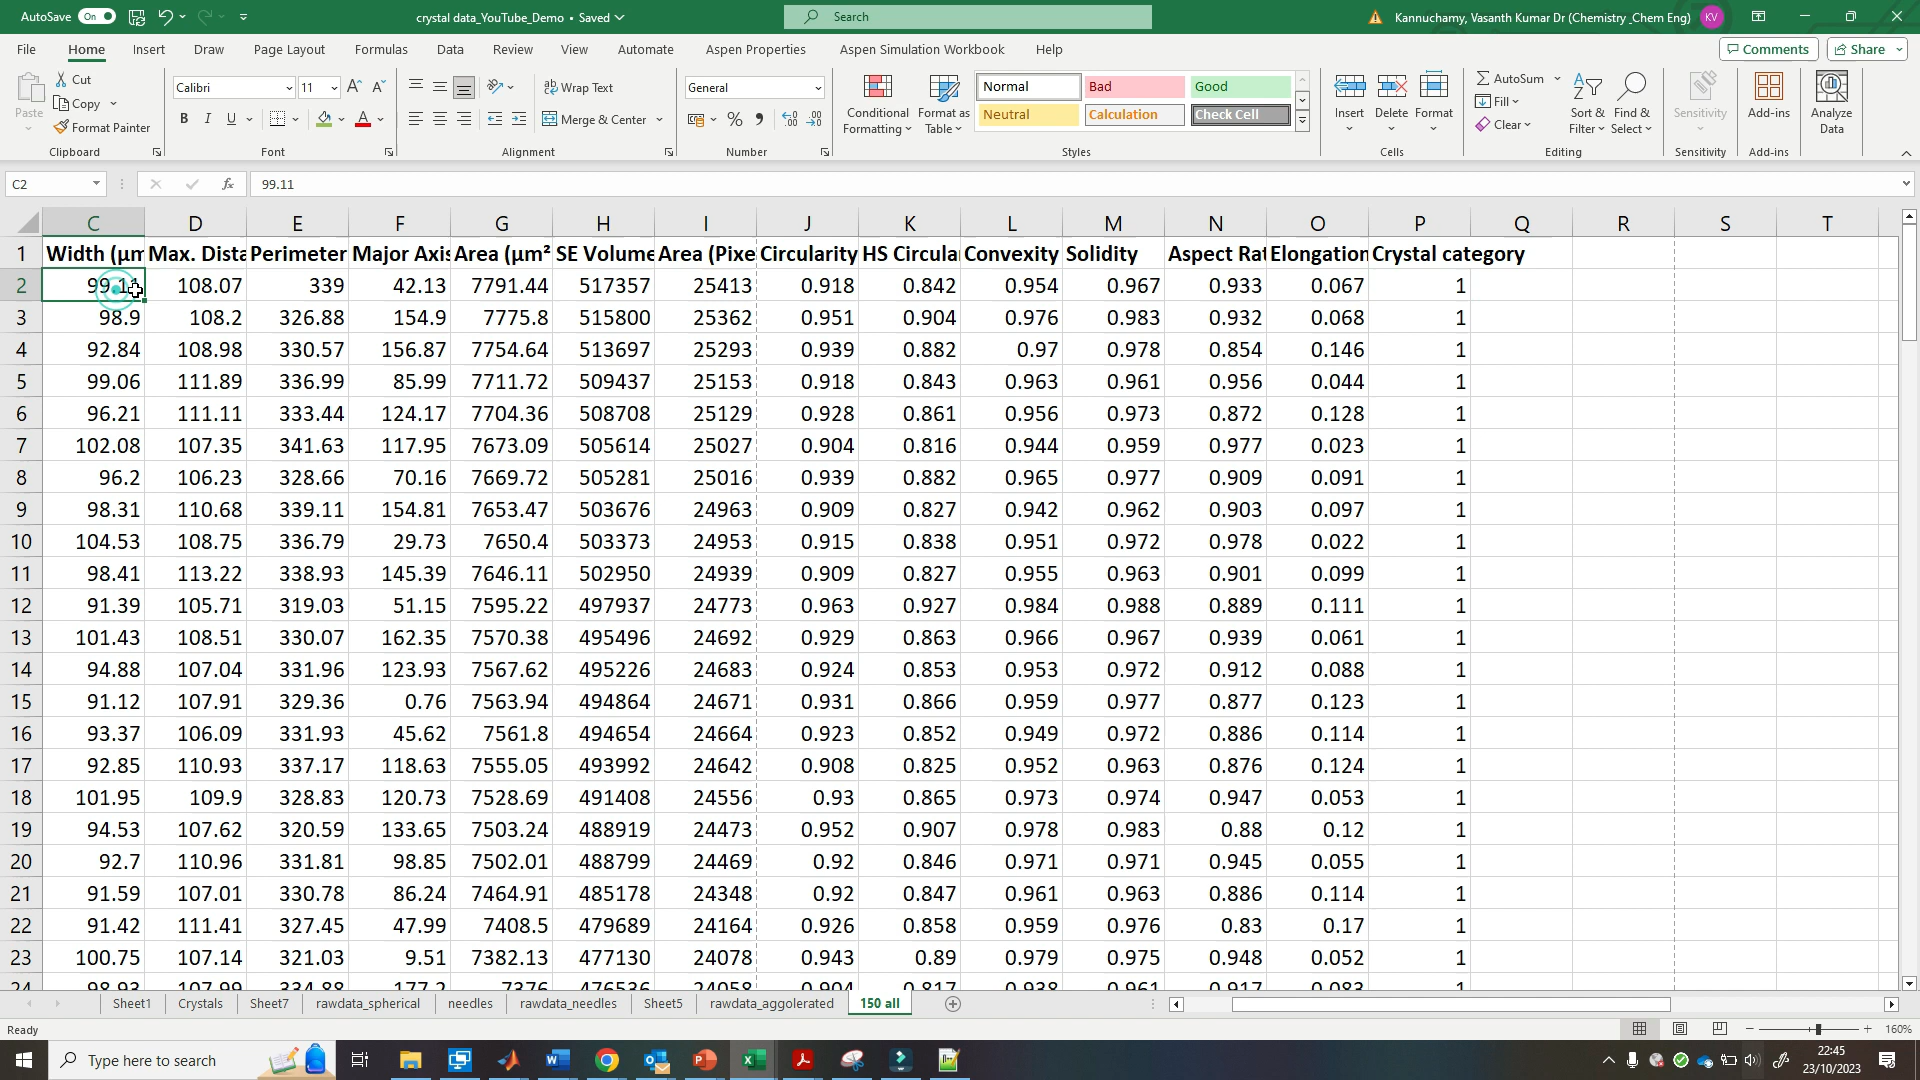 AutoSave On crystal data_YouTube_Demo • Saved Search Kannuchamy, Vasanth Kumar Dr (Chemistry _Chem Eng) KV
File Home Insert Draw Page Layout Formulas Data Review View Automate Aspen Properties Aspen Simulation Workbook Help Comments Share
Paste Cut Copy Format Painter
Calibri 11 B I U
Wrap Text Merge & Center
General %
Conditional Formatting Format as Table
Normal Bad Good
Neutral Calculation Check Cell
Insert Delete Format
AutoSum Fill Clear
Sort & Filter Find & Select Sensitivity Add-ins Analyze Data
Clipboard Font Alignment Number Styles Cells Editing Sensitivity Add-ins
C2 fx 99.11
C D E F G H I J K L M N O P Q R S T
1 Width (µm Max. Dista Perimeter Major Axis Area (µm² SE Volume Area (Pixe Circularity HS Circula Convexity Solidity Aspect Rat Elongation Crystal category
2 99.11 108.07 339 42.13 7791.44 517357 25413 0.918 0.842 0.954 0.967 0.933 0.067 1
3 98.9 108.2 326.88 154.9 7775.8 515800 25362 0.951 0.904 0.976 0.983 0.932 0.068 1
4 92.84 108.98 330.57 156.87 7754.64 513697 25293 0.939 0.882 0.97 0.978 0.854 0.146 1
5 99.06 111.89 336.99 85.99 7711.72 509437 25153 0.918 0.843 0.963 0.961 0.956 0.044 1
6 96.21 111.11 333.44 124.17 7704.36 508708 25129 0.928 0.861 0.956 0.973 0.872 0.128 1
7 102.08 107.35 341.63 117.95 7673.09 505614 25027 0.904 0.816 0.944 0.959 0.977 0.023 1
8 96.2 106.23 328.66 70.16 7669.72 505281 25016 0.939 0.882 0.965 0.977 0.909 0.091 1
9 98.31 110.68 339.11 154.81 7653.47 503676 24963 0.909 0.827 0.942 0.962 0.903 0.097 1
10 104.53 108.75 336.79 29.73 7650.4 503373 24953 0.915 0.838 0.951 0.972 0.978 0.022 1
11 98.41 113.22 338.93 145.39 7646.11 502950 24939 0.909 0.827 0.955 0.963 0.901 0.099 1
12 91.39 105.71 319.03 51.15 7595.22 497937 24773 0.963 0.927 0.984 0.988 0.889 0.111 1
13 101.43 108.51 330.07 162.35 7570.38 495496 24692 0.929 0.863 0.966 0.967 0.939 0.061 1
14 94.88 107.04 331.96 123.93 7567.62 495226 24683 0.924 0.853 0.953 0.972 0.912 0.088 1
15 91.12 107.91 329.36 0.76 7563.94 494864 24671 0.931 0.866 0.959 0.977 0.877 0.123 1
16 93.37 106.09 331.93 45.62 7561.8 494654 24664 0.923 0.852 0.949 0.972 0.886 0.114 1
17 92.85 110.93 337.17 118.63 7555.05 493992 24642 0.908 0.825 0.952 0.963 0.876 0.124 1
18 101.95 109.9 328.83 120.73 7528.69 491408 24556 0.93 0.865 0.973 0.974 0.947 0.053 1
19 94.53 107.62 320.59 133.65 7503.24 488919 24473 0.952 0.907 0.978 0.983 0.88 0.12 1
20 92.7 110.96 331.81 98.85 7502.01 488799 24469 0.92 0.846 0.971 0.971 0.945 0.055 1
21 91.59 107.01 330.78 86.24 7464.91 485178 24348 0.92 0.847 0.961 0.963 0.886 0.114 1
22 91.42 111.41 327.45 47.99 7408.5 479689 24164 0.926 0.858 0.959 0.976 0.83 0.17 1
23 100.75 107.14 321.03 9.51 7382.13 477130 24078 0.943 0.89 0.979 0.975 0.948 0.052 1
24 98.93 107.99 334.88 177.2 7376 476536 24058 0.904 0.817 0.938 0.961 0.917 0.083 1
Sheet1 Crystals Sheet7 rawdata_spherical needles rawdata_needles Sheet5 rawdata_aggolerated 150 all
Ready 160%
Type here to search 22:45
23/10/2023